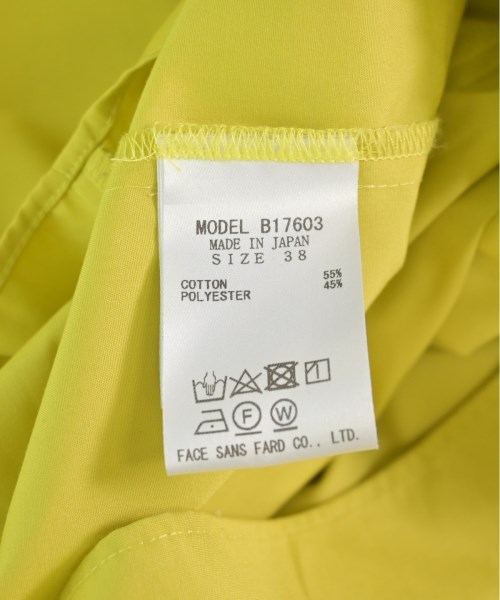 MODEL B17603
MADE IN JAPAN
SIZE 38
COTTON 55%
POLYESTER 45%
F W
FACE SANS FARD CO., LTD.